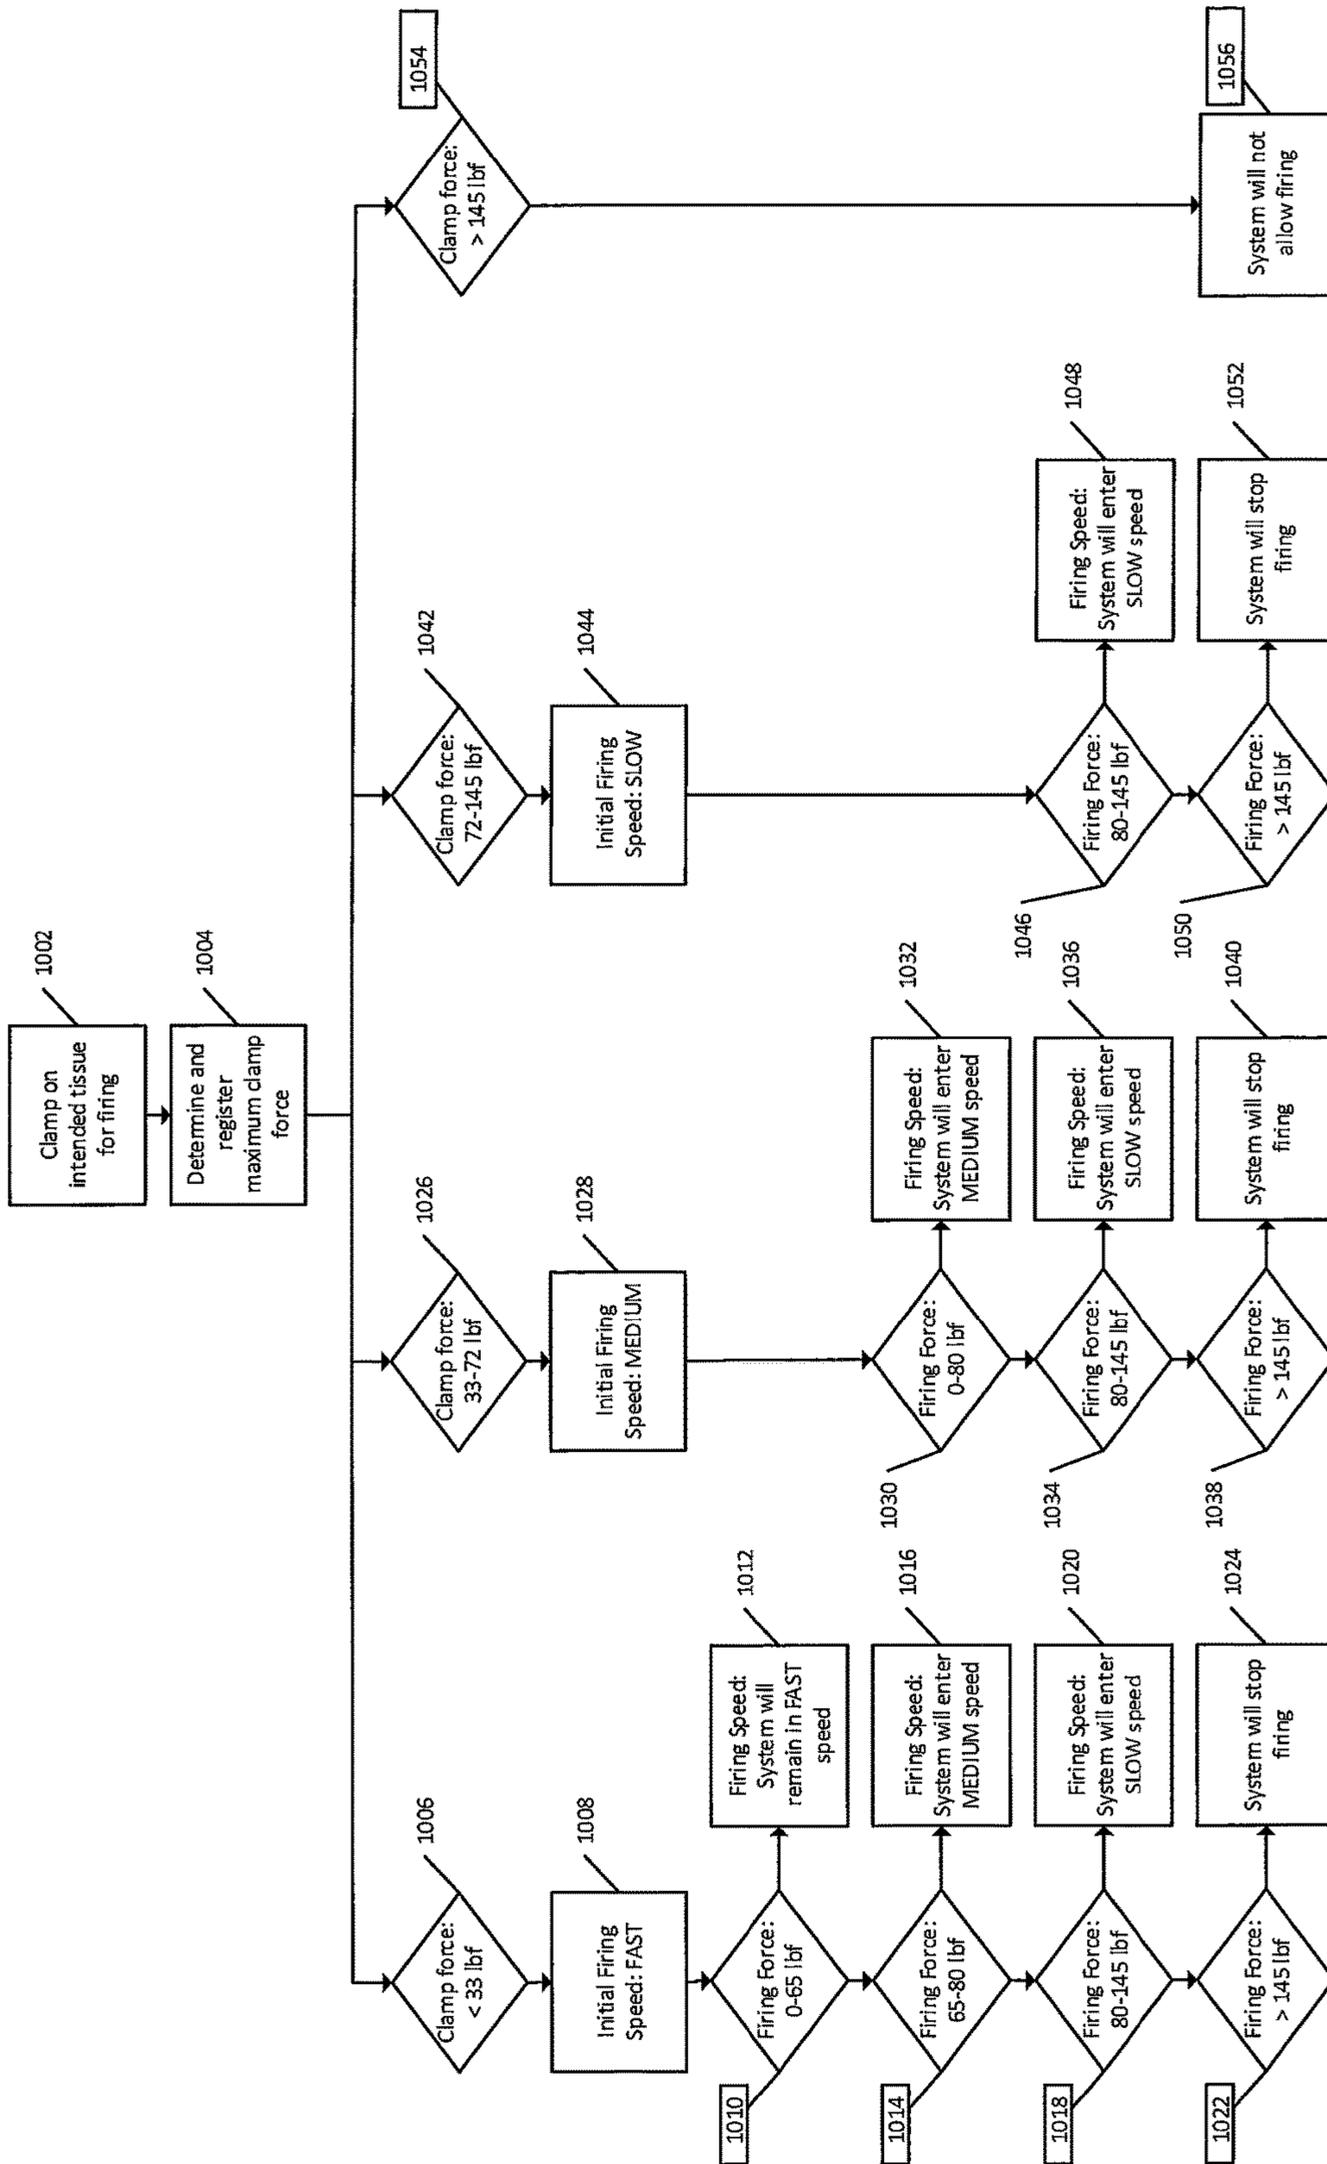 1002
Clamp on
intended tissue
for firing
1004
Determine and
register
maximum clamp
force
1006
Clamp force:
< 33 lbf
1026
Clamp force:
33-72 lbf
1042
Clamp force:
72-145 lbf
1054
Clamp force:
> 145 lbf
1008
Initial Firing
Speed: FAST
1028
Initial Firing
Speed: MEDIUM
1044
Initial Firing
Speed: SLOW
1010
Firing Force:
0-65 lbf
1012
Firing Speed:
System will
remain in FAST
speed
1014
Firing Force:
65-80 lbf
1016
Firing Speed:
System will enter
MEDIUM speed
1030
Firing Force:
0-80 lbf
1032
Firing Speed:
System will enter
MEDIUM speed
1018
Firing Force:
80-145 lbf
1020
Firing Speed:
System will enter
SLOW speed
1034
Firing Force:
80-145 lbf
1036
Firing Speed:
System will enter
SLOW speed
1046
Firing Force:
80-145 lbf
1048
Firing Speed:
System will enter
SLOW speed
1022
Firing Force:
> 145 lbf
1024
System will stop
firing
1038
Firing Force:
> 145 lbf
1040
System will stop
firing
1050
Firing Force:
> 145 lbf
1052
System will stop
firing
1056
System will not
allow firing